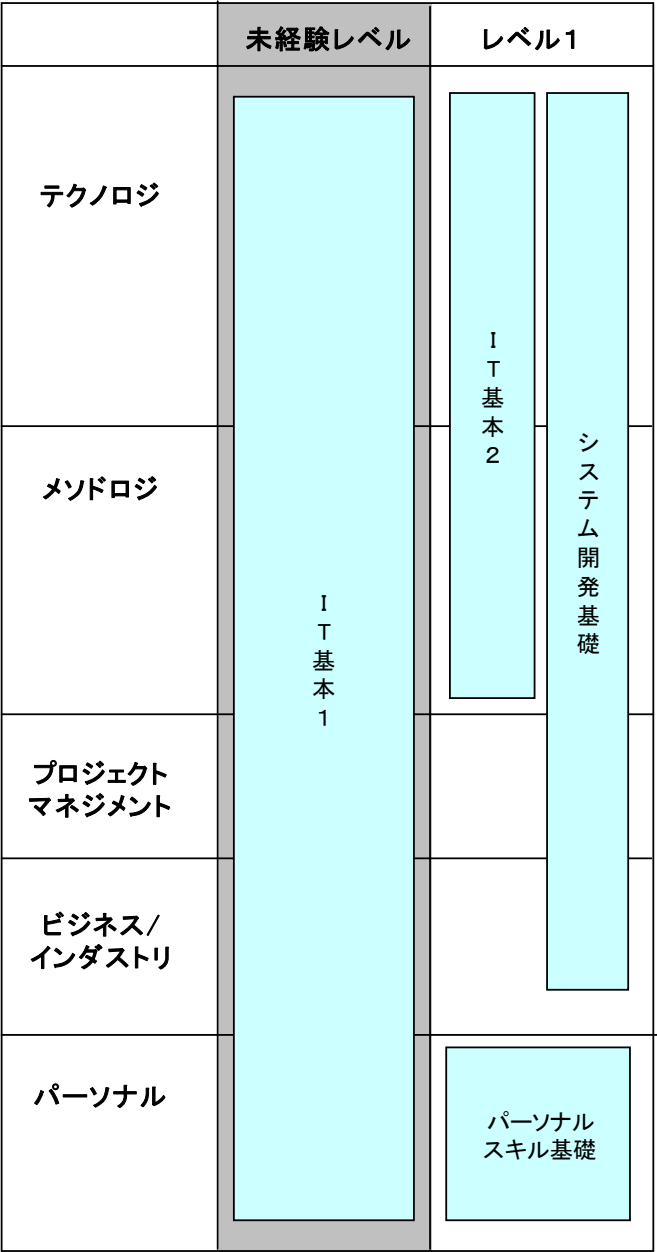 未経験レベル
レベル1
テクノロジ
メソドロジ
プロジェクト
マネジメント
ビジネス/
インダストリ
パーソナル
IT基本1
IT基本2
システム開発基礎
パーソナル
スキル基礎